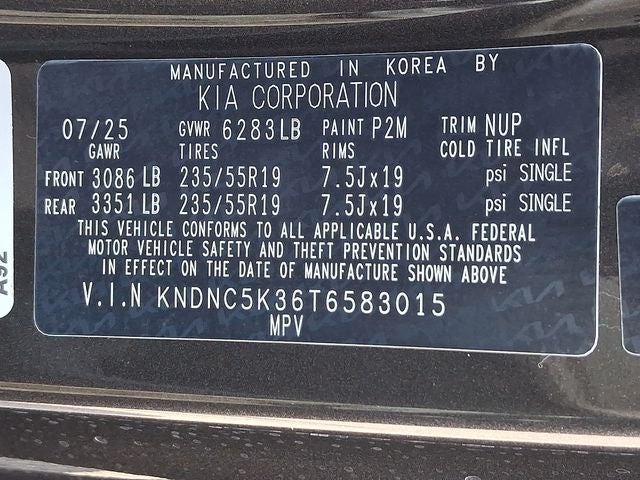 MANUFACTURED IN KOREA BY
KIA CORPORATION
07/25 GVWR 6283LB PAINT P2M TRIM NUP
GAWR TIRES RIMS COLD TIRE INFL
FRONT 3086 LB 235/55R19 7.5Jx19 psi SINGLE
REAR 3351 LB 235/55R19 7.5Jx19 psi SINGLE
THIS VEHICLE CONFORMS TO ALL APPLICABLE U.S.A. FEDERAL
MOTOR VEHICLE SAFETY AND THEFT PREVENTION STANDARDS
IN EFFECT ON THE DATE OF MANUFACTURE SHOWN ABOVE
V.I.N KNDNC5K36T6583015
MPV
A92